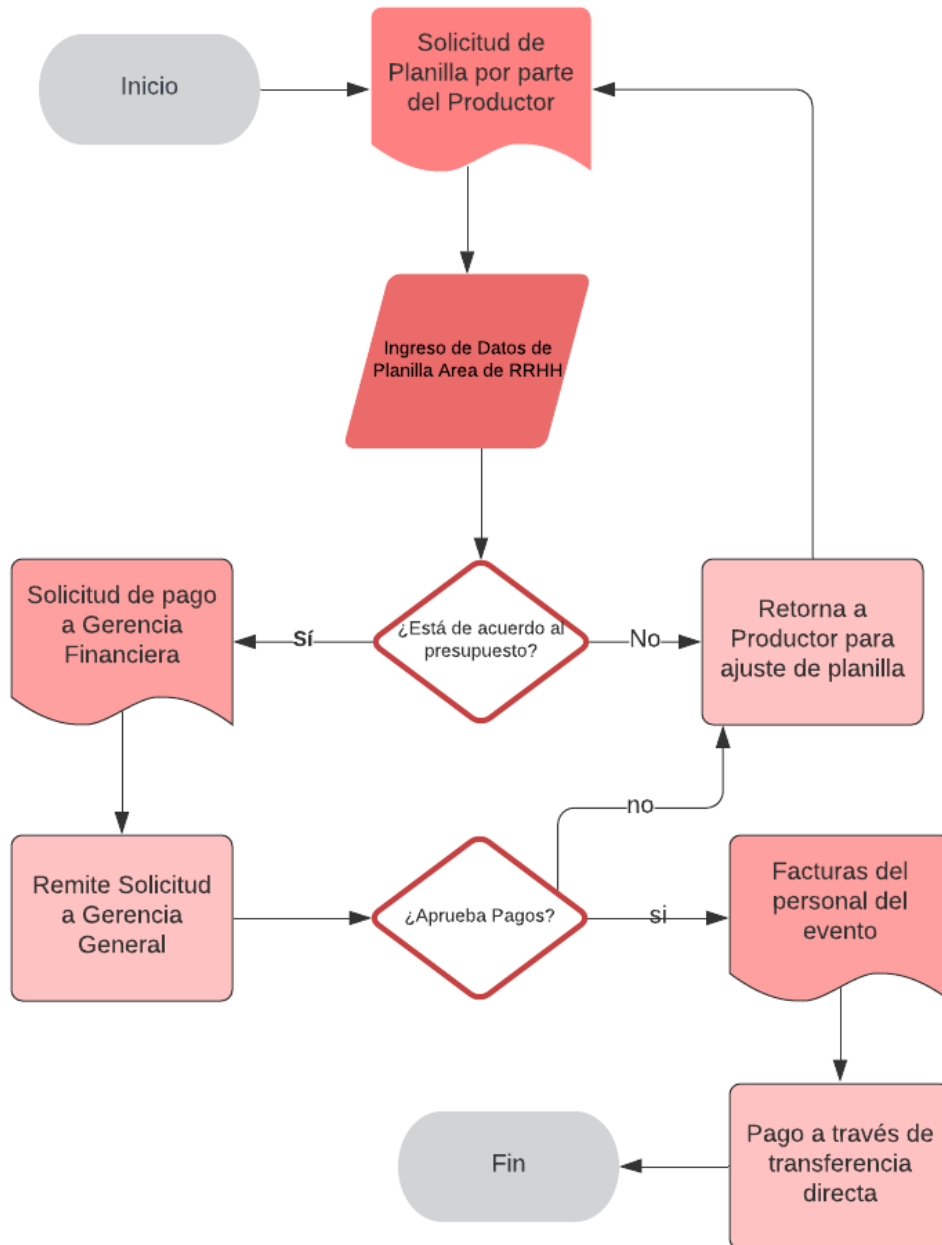 Inicio
Solicitud de
Planilla por parte
del Productor
Ingreso de Datos de
Planilla Area de RRHH
Solicitud de pago
a Gerencia
Financiera
Sí
¿Está de acuerdo al
presupuesto?
No
Retorna a
Productor para
ajuste de planilla
no
Remite Solicitud
a Gerencia
General
¿Aprueba Pagos?
si
Facturas del
personal del
evento
Pago a través de
transferencia
directa
Fin